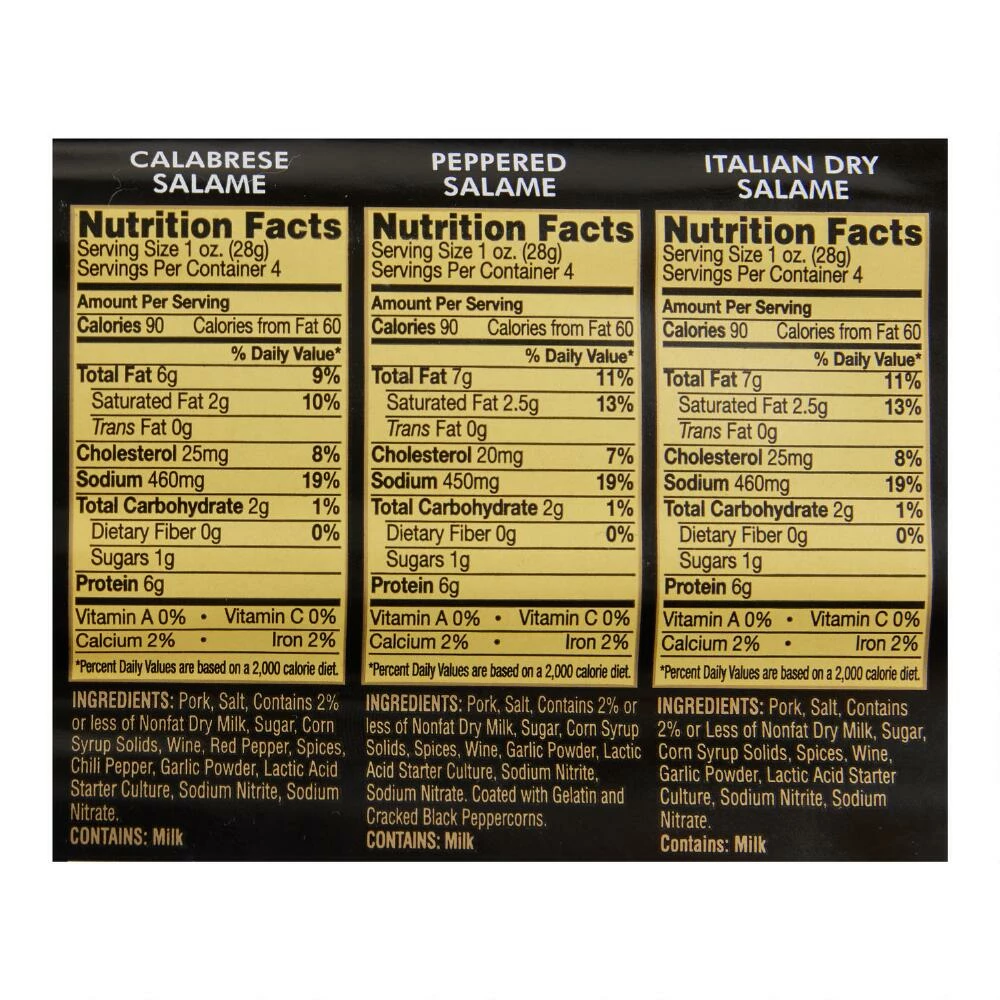 CALABRESE
SALAME
Nutrition Facts
Serving Size 1 oz. (28g)
Servings Per Container 4
Amount Per Serving
Calories 90 Calories from Fat 60
% Daily Value*
Total Fat 6g 9%
Saturated Fat 2g 10%
Trans Fat 0g
Cholesterol 25mg 8%
Sodium 460mg 19%
Total Carbohydrate 2g 1%
Dietary Fiber 0g 0%
Sugars 1g
Protein 6g
Vitamin A 0% • Vitamin C 0%
Calcium 2% • Iron 2%
*Percent Daily Values are based on a 2,000 calorie diet.
INGREDIENTS: Pork, Salt, Contains 2%
or less of Nonfat Dry Milk, Sugar, Corn
Syrup Solids, Wine, Red Pepper, Spices,
Chili Pepper, Garlic Powder, Lactic Acid
Starter Culture, Sodium Nitrite, Sodium
Nitrate.
CONTAINS: Milk
PEPPERED
SALAME
Nutrition Facts
Serving Size 1 oz. (28g)
Servings Per Container 4
Amount Per Serving
Calories 90 Calories from Fat 60
% Daily Value*
Total Fat 7g 11%
Saturated Fat 2.5g 13%
Trans Fat 0g
Cholesterol 20mg 7%
Sodium 450mg 19%
Total Carbohydrate 2g 1%
Dietary Fiber 0g 0%
Sugars 1g
Protein 6g
Vitamin A 0% • Vitamin C 0%
Calcium 2% • Iron 2%
*Percent Daily Values are based on a 2,000 calorie diet.
INGREDIENTS: Pork, Salt, Contains 2% or
less of Nonfat Dry Milk, Sugar, Corn Syrup
Solids, Spices, Wine, Garlic Powder, Lactic
Acid Starter Culture, Sodium Nitrite,
Sodium Nitrate. Coated with Gelatin and
Cracked Black Peppercorns.
CONTAINS: Milk
ITALIAN DRY
SALAME
Nutrition Facts
Serving Size 1 oz. (28g)
Servings Per Container 4
Amount Per Serving
Calories 90 Calories from Fat 60
% Daily Value*
Total Fat 7g 11%
Saturated Fat 2.5g 13%
Trans Fat 0g
Cholesterol 25mg 8%
Sodium 460mg 19%
Total Carbohydrate 2g 1%
Dietary Fiber 0g 0%
Sugars 1g
Protein 6g
Vitamin A 0% • Vitamin C 0%
Calcium 2% • Iron 2%
*Percent Daily Values are based on a 2,000 calorie diet.
INGREDIENTS: Pork, Salt, Contains
2% or Less of Nonfat Dry Milk, Sugar,
Corn Syrup Solids, Spices, Wine,
Garlic Powder, Lactic Acid Starter
Culture, Sodium Nitrite, Sodium
Nitrate.
Contains: Milk